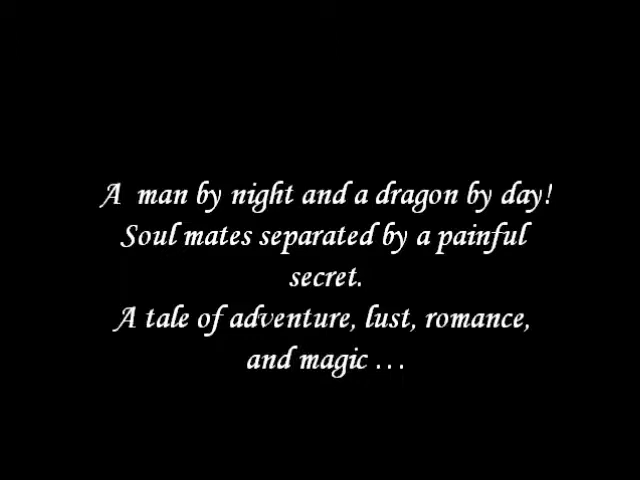 A man by night and a dragon by day!
Soul mates separated by a painful
secret.
A tale of adventure, lust, romance,
and magic …